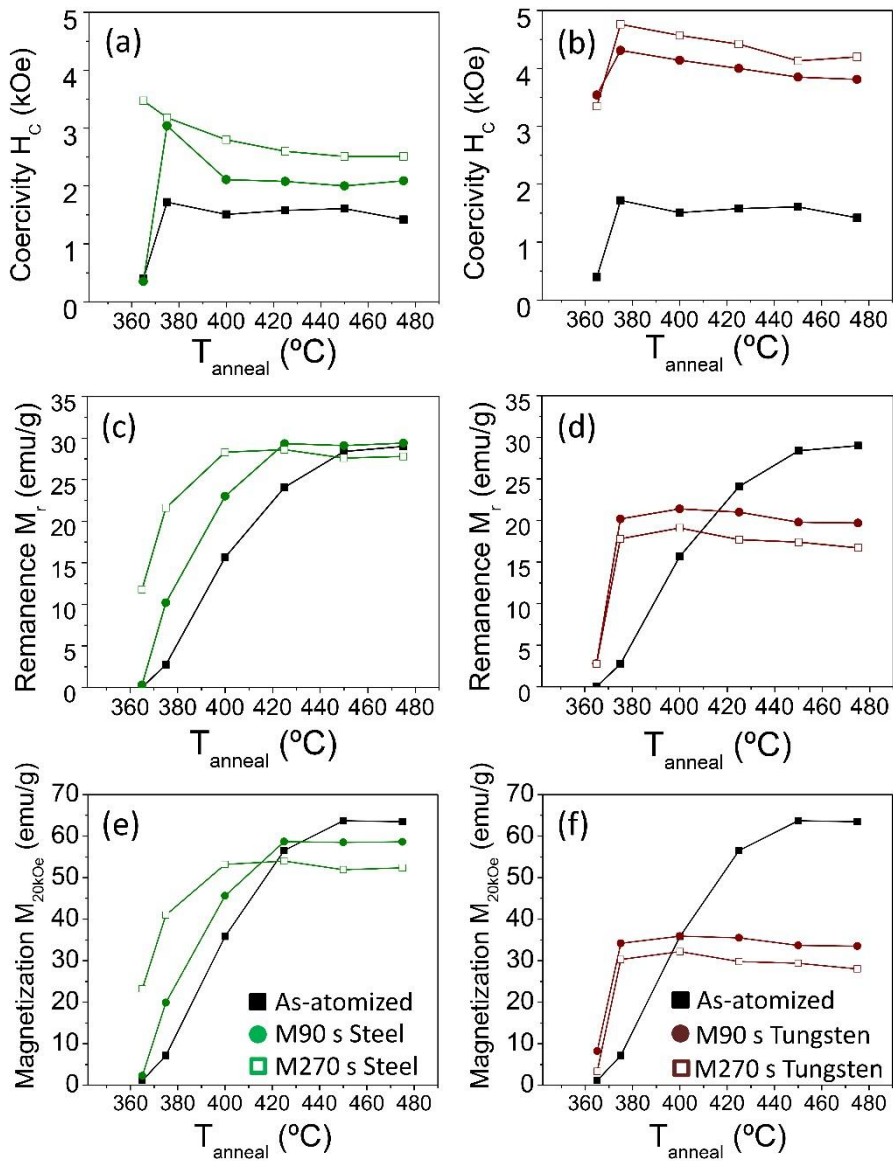 (a)
Coercivity H_C (kOe)
5
4
3
2
1
0
360 380 400 420 440 460 480
T_anneal (ºC)
(b)
Coercivity H_C (kOe)
5
4
3
2
1
0
360 380 400 420 440 460 480
T_anneal (ºC)
(c)
Remanence M_r (emu/g)
35
30
25
20
15
10
5
0
360 380 400 420 440 460 480
T_anneal (ºC)
(d)
Remanence M_r (emu/g)
35
30
25
20
15
10
5
0
360 380 400 420 440 460 480
T_anneal (ºC)
(e)
Magnetization M_20kOe (emu/g)
70
60
50
40
30
20
10
0
As-atomized
M90 s Steel
M270 s Steel
360 380 400 420 440 460 480
T_anneal (ºC)
(f)
Magnetization M_20kOe (emu/g)
70
60
50
40
30
20
10
0
As-atomized
M90 s Tungsten
M270 s Tungsten
360 380 400 420 440 460 480
T_anneal (ºC)